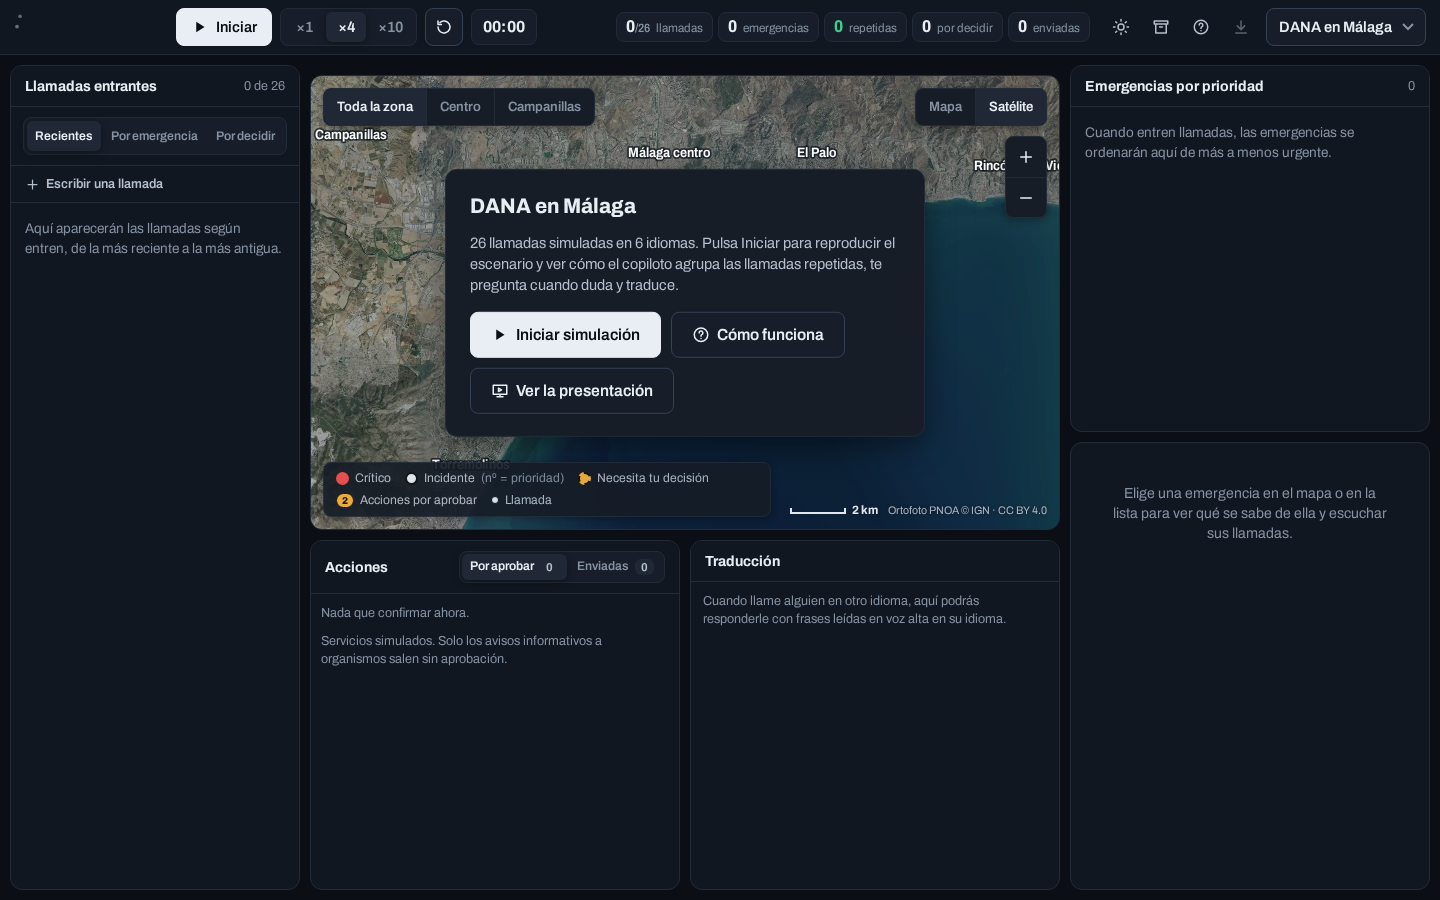 Iniciar
×1
×4
×10
00:00
0/26 llamadas
0 emergencias
0 repetidas
0 por decidir
0 enviadas
DANA en Málaga
Llamadas entrantes
0 de 26
Recientes
Por emergencia
Por decidir
Escribir una llamada
Aquí aparecerán las llamadas según
entren, de la más reciente a la más antigua.
Toda la zona
Centro
Campanillas
Mapa
Satélite
Campanillas
Málaga centro
El Palo
+
−
DANA en Málaga
26 llamadas simuladas en 6 idiomas. Pulsa Iniciar para reproducir el
escenario y ver cómo el copiloto agrupa las llamadas repetidas, te
pregunta cuando duda y traduce.
Iniciar simulación
Cómo funciona
Ver la presentación
Torremolinos
Crítico
Incidente (nº = prioridad)
Necesita tu decisión
2 Acciones por aprobar
Llamada
2 km
Ortofoto PNOA © IGN · CC BY 4.0
Acciones
Por aprobar 0
Enviadas 0
Nada que confirmar ahora.
Servicios simulados. Solo los avisos informativos a
organismos salen sin aprobación.
Traducción
Cuando llame alguien en otro idioma, aquí podrás
responderle con frases leídas en voz alta en su idioma.
Emergencias por prioridad
0
Cuando entren llamadas, las emergencias se
ordenarán aquí de más a menos urgente.
Elige una emergencia en el mapa o en la
lista para ver qué se sabe de ella y escuchar
sus llamadas.